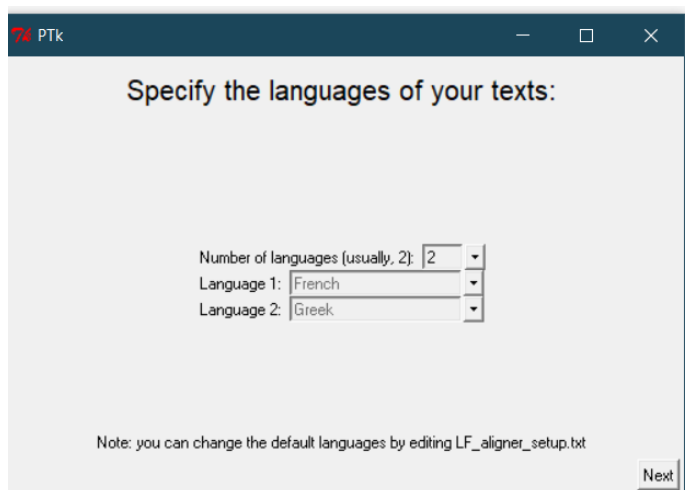 PTk
Specify the languages of your texts:
Number of languages (usually, 2): 2
Language 1: French
Language 2: Greek
Note: you can change the default languages by editing LF_aligner_setup.txt
Next